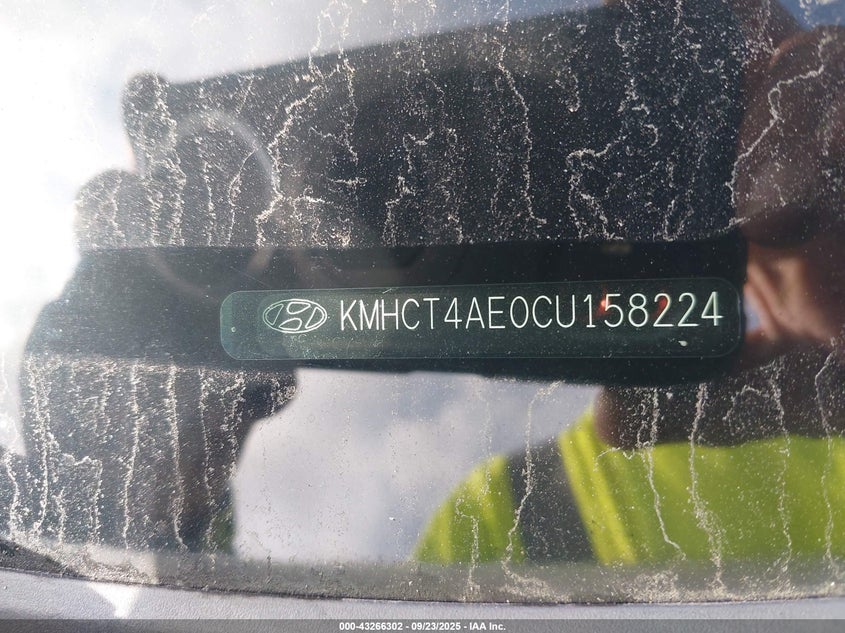 KMHCT4AE0CU158224
000-43266302 - 09/23/2025 - IAA Inc.